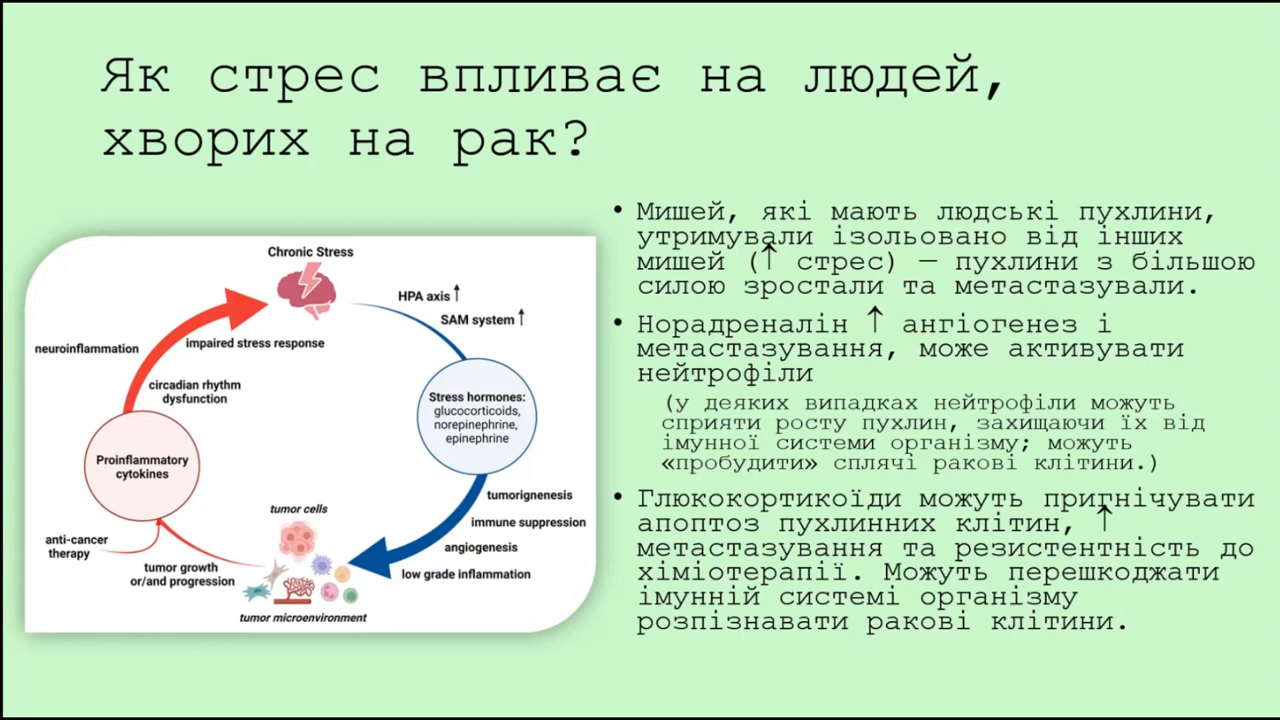 Як стрес впливає на людей,
хворих на рак?
Chronic Stress
HPA axis ↑
SAM system ↑
impaired stress response
neuroinflammation
circadian rhythm
dysfunction
Stress hormones:
glucocorticoids,
norepinephrine,
epinephrine
Proinflammatory
cytokines
tumorignenesis
immune suppression
angiogenesis
low grade inflammation
tumor cells
anti-cancer
therapy
tumor growth
or/and progression
tumor microenvironment
• Мишей, які мають людські пухлини,
утримували ізольовано від інших
мишей (↑ стрес) — пухлини з більшою
силою зростали та метастазували.
• Норадреналін ↑ ангіогенез і
метастазування, може активувати
нейтрофіли
(у деяких випадках нейтрофіли можуть
сприяти росту пухлин, захищаючи їх від
імунної системи організму; можуть
«пробудити» сплячі ракові клітини.)
• Глюкокортикоїди можуть пригнічувати
апоптоз пухлинних клітин, ↑
метастазування та резистентність до
хіміотерапії. Можуть перешкоджати
імунній системі організму
розпізнавати ракові клітини.